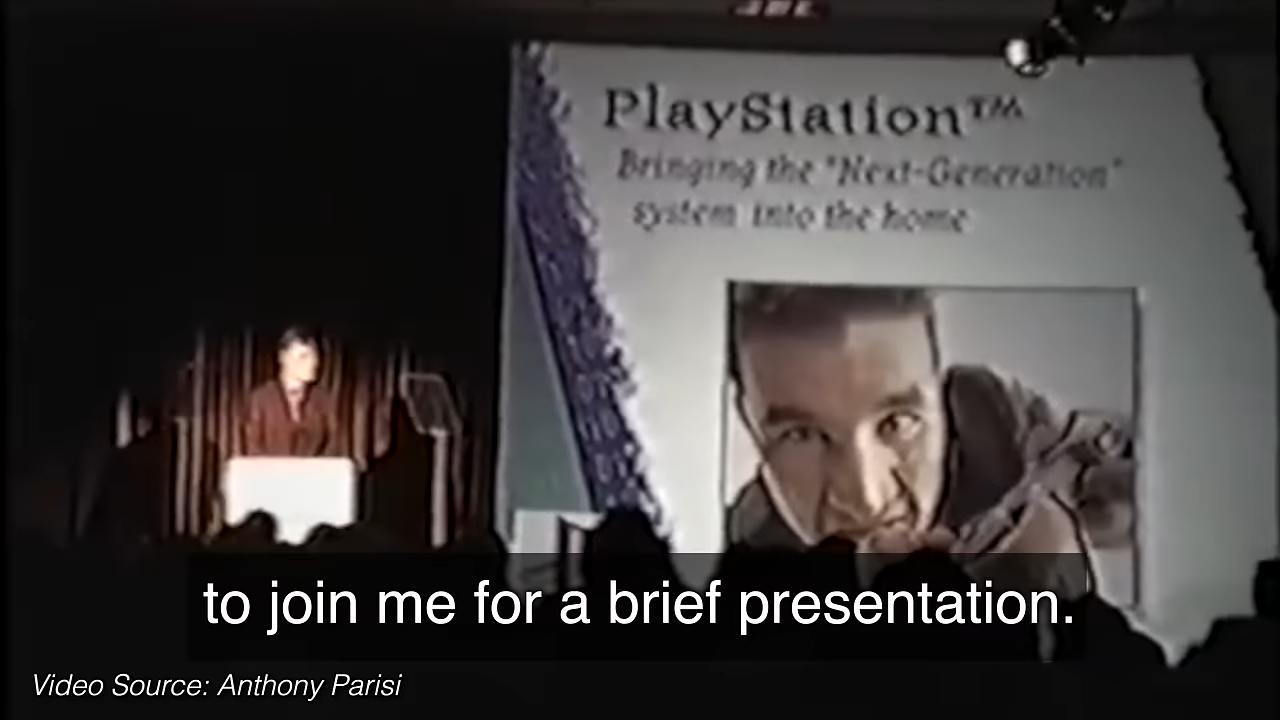 JBL
PlayStation™
Bringing the "Next-Generation"
system into the home
to join me for a brief presentation.
Video Source: Anthony Parisi